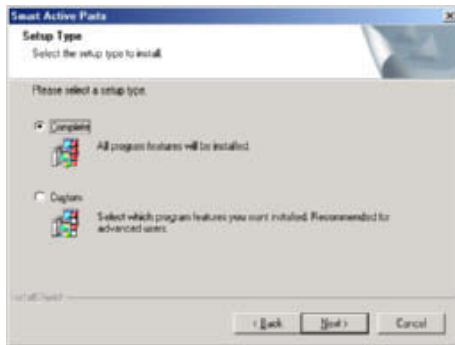 Smart Active Parts
Setup Type
Select the setup type to install.
Please select a setup type.
Complete
All program features will be installed.
Custom
Select which program features you want installed. Recommended for
advanced users.
InstallShield
< Back
Next >
Cancel